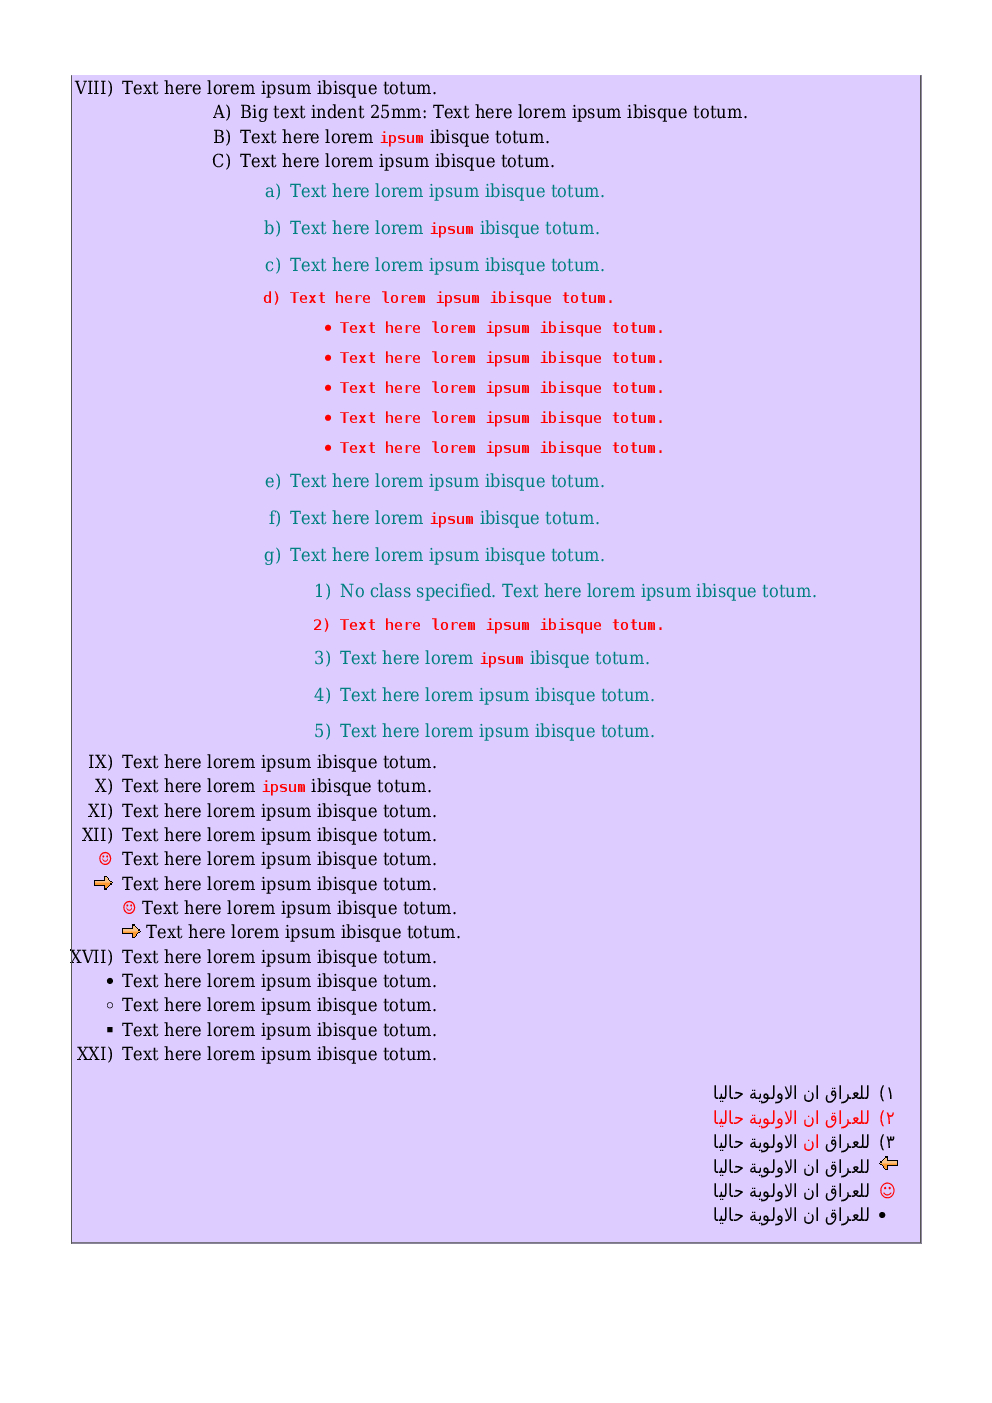 VIII) Text here lorem ipsum ibisque totum.
A) Big text indent 25mm: Text here lorem ipsum ibisque totum.
B) Text here lorem ipsum ibisque totum.
C) Text here lorem ipsum ibisque totum.
a) Text here lorem ipsum ibisque totum.
b) Text here lorem ipsum ibisque totum.
c) Text here lorem ipsum ibisque totum.
d) Text here lorem ipsum ibisque totum.
• Text here lorem ipsum ibisque totum.
• Text here lorem ipsum ibisque totum.
• Text here lorem ipsum ibisque totum.
• Text here lorem ipsum ibisque totum.
• Text here lorem ipsum ibisque totum.
e) Text here lorem ipsum ibisque totum.
f) Text here lorem ipsum ibisque totum.
g) Text here lorem ipsum ibisque totum.
1) No class specified. Text here lorem ipsum ibisque totum.
2) Text here lorem ipsum ibisque totum.
3) Text here lorem ipsum ibisque totum.
4) Text here lorem ipsum ibisque totum.
5) Text here lorem ipsum ibisque totum.
IX) Text here lorem ipsum ibisque totum.
X) Text here lorem ipsum ibisque totum.
XI) Text here lorem ipsum ibisque totum.
XII) Text here lorem ipsum ibisque totum.
☺ Text here lorem ipsum ibisque totum.
Text here lorem ipsum ibisque totum.
☺ Text here lorem ipsum ibisque totum.
Text here lorem ipsum ibisque totum.
XVII) Text here lorem ipsum ibisque totum.
• Text here lorem ipsum ibisque totum.
○ Text here lorem ipsum ibisque totum.
▪ Text here lorem ipsum ibisque totum.
XXI) Text here lorem ipsum ibisque totum.
١) للعراق ان الاولوية حاليا
٢) للعراق ان الاولوية حاليا
٣) للعراق ان الاولوية حاليا
للعراق ان الاولوية حاليا
☺ للعراق ان الاولوية حاليا
• للعراق ان الاولوية حاليا